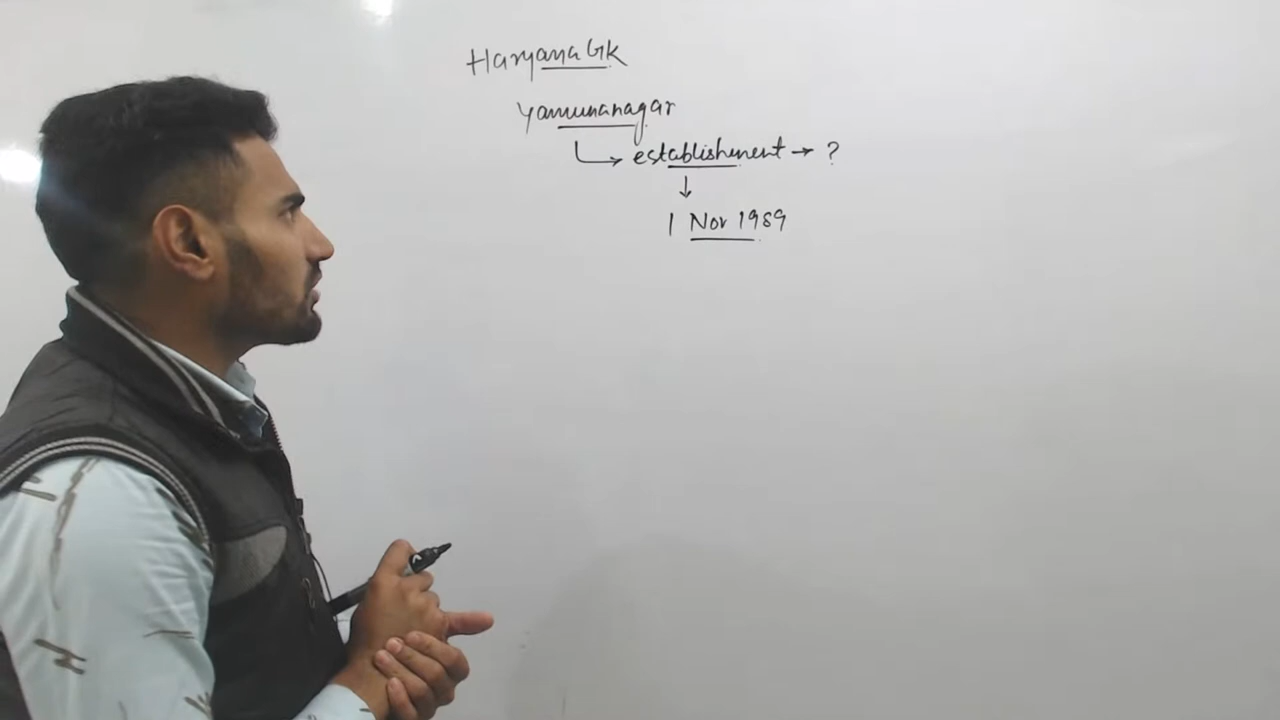 Haryana Gk
Yamunanagar
establishment → ?
↓
1 Nov 1989